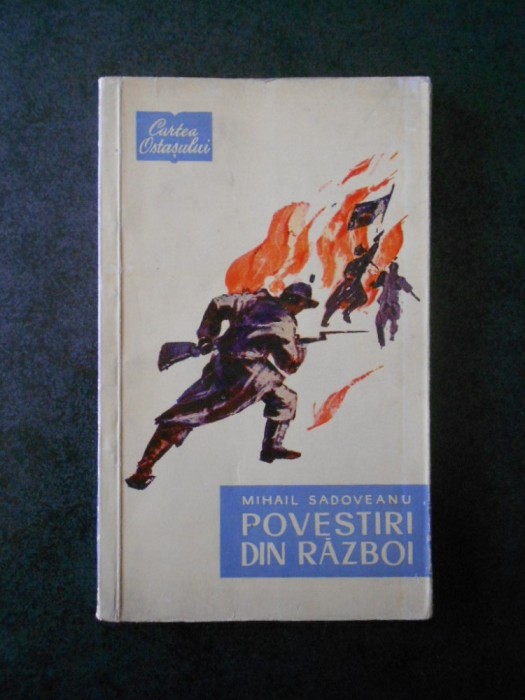 Cartea
Ostașului
MIHAIL SADOVEANU
POVESTIRI
DIN RĂZBOI